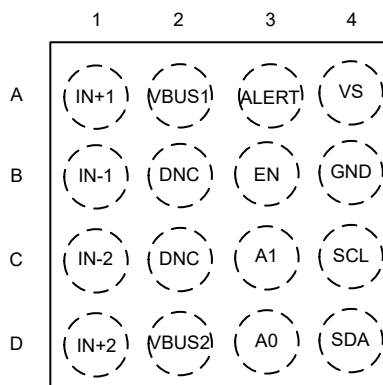 1 2 3 4
A IN+1 VBUS1 ALERT VS
B IN-1 DNC EN GND
C IN-2 DNC A1 SCL
D IN+2 VBUS2 A0 SDA